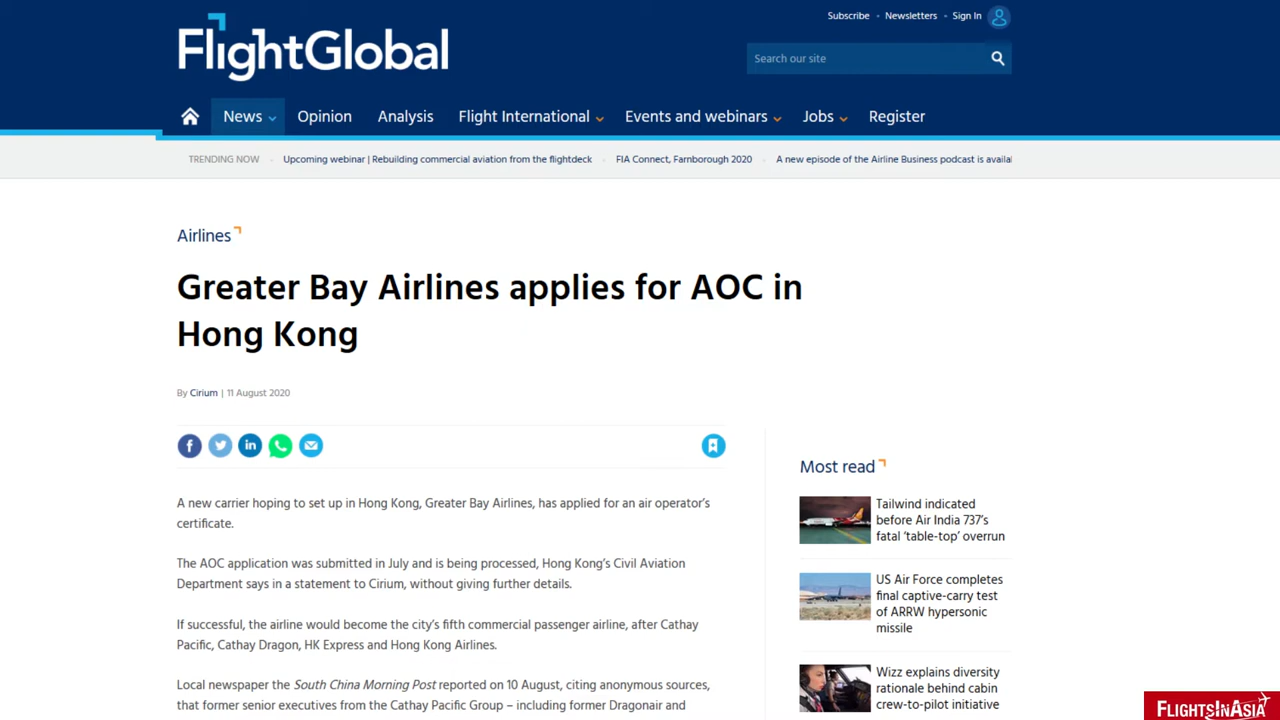 Subscribe • Newsletters • Sign In
FlightGlobal
Search our site
News Opinion Analysis Flight International Events and webinars Jobs Register
TRENDING NOW Upcoming webinar | Rebuilding commercial aviation from the flightdeck FIA Connect, Farnborough 2020 A new episode of the Airline Business podcast is availa
Airlines
Greater Bay Airlines applies for AOC in
Hong Kong
By Cirium | 11 August 2020
A new carrier hoping to set up in Hong Kong, Greater Bay Airlines, has applied for an air operator’s
certificate.
The AOC application was submitted in July and is being processed, Hong Kong’s Civil Aviation
Department says in a statement to Cirium, without giving further details.
If successful, the airline would become the city’s fifth commercial passenger airline, after Cathay
Pacific, Cathay Dragon, HK Express and Hong Kong Airlines.
Local newspaper the South China Morning Post reported on 10 August, citing anonymous sources,
that former senior executives from the Cathay Pacific Group – including former Dragonair and
Most read
Tailwind indicated
before Air India 737’s
fatal ‘table-top’ overrun
US Air Force completes
final captive-carry test
of ARRW hypersonic
missile
Wizz explains diversity
rationale behind cabin
crew-to-pilot initiative
FLIGHTSINASIA